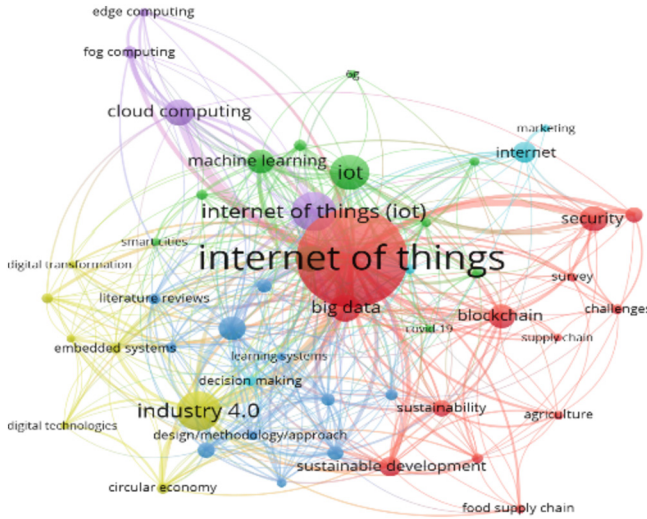 edge computing
fog computing
5g
cloud computing
marketing
internet
machine learning
iot
internet of things (iot)
security
smart cities
internet of things
digital transformation
survey
literature reviews
big data
blockchain
challenges
covid-19
supply chain
embedded systems
learning systems
decision making
industry 4.0
sustainability
agriculture
digital technologies
design/methodology/approach
sustainable development
circular economy
food supply chain